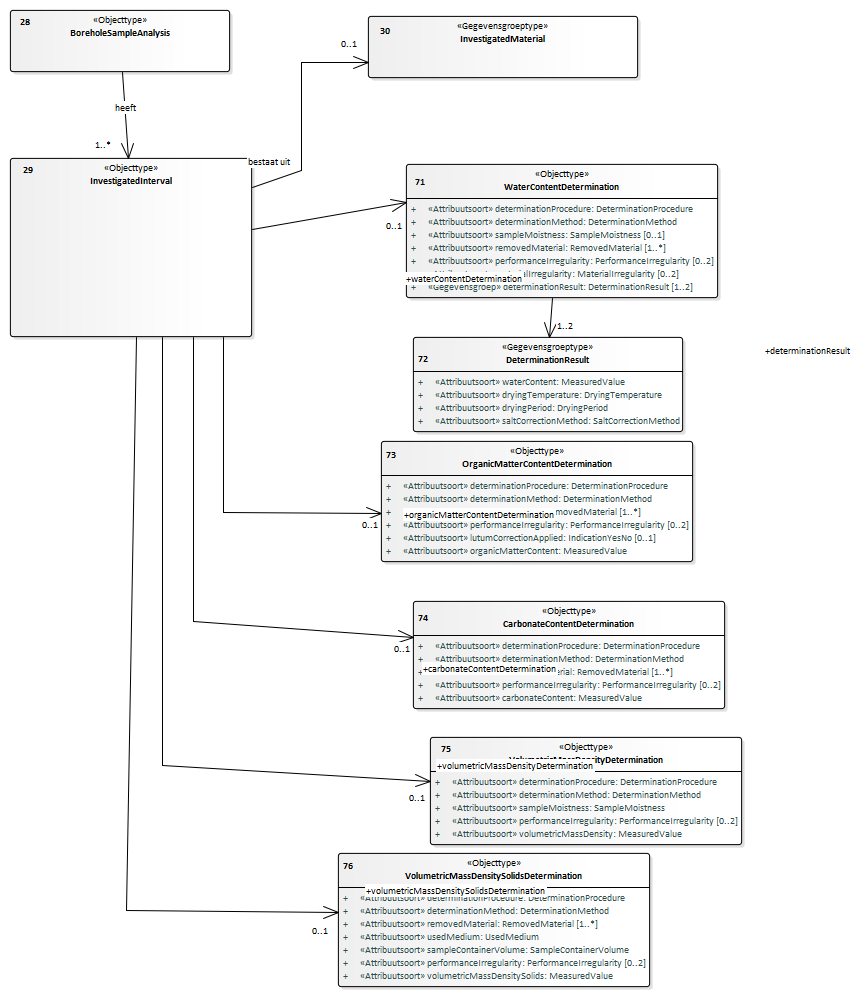 28
«Objecttype»
BoreholeSampleAnalysis
30
«Gegevensgroeptype»
InvestigatedMaterial
0..1
heeft
1..*
bestaat uit
29
«Objecttype»
InvestigatedInterval
71
«Objecttype»
WaterContentDetermination
+ «Attribuutsoort» determinationProcedure: DeterminationProcedure
+ «Attribuutsoort» determinationMethod: DeterminationMethod
+ «Attribuutsoort» sampleMoistness: SampleMoistness [0..1]
+ «Attribuutsoort» removedMaterial: RemovedMaterial [1..*]
+ «Attribuutsoort» performanceIrregularity: PerformanceIrregularity [0..2]
Irregularity: MaterialIrregularity [0..2]
+waterContentDetermination
+ «Gegevensgroep» determinationResult: DeterminationResult [1..2]
0..1
1..2
72
«Gegevensgroeptype»
DeterminationResult
+ «Attribuutsoort» waterContent: MeasuredValue
+ «Attribuutsoort» dryingTemperature: DryingTemperature
+ «Attribuutsoort» dryingPeriod: DryingPeriod
+ «Attribuutsoort» saltCorrectionMethod: SaltCorrectionMethod
+determinationResult
73
«Objecttype»
OrganicMatterContentDetermination
+ «Attribuutsoort» determinationProcedure: DeterminationProcedure
+ «Attribuutsoort» determinationMethod: DeterminationMethod
+ movedMaterial [1..*]
+organicMatterContentDetermination
+ «Attribuutsoort» performanceIrregularity: PerformanceIrregularity [0..2]
+ «Attribuutsoort» lutumCorrectionApplied: IndicationYesNo [0..1]
+ «Attribuutsoort» organicMatterContent: MeasuredValue
0..1
74
«Objecttype»
CarbonateContentDetermination
+ «Attribuutsoort» determinationProcedure: DeterminationProcedure
+ «Attribuutsoort» determinationMethod: DeterminationMethod
+carbonateContentDetermination
+ rial: RemovedMaterial [1..*]
+ «Attribuutsoort» performanceIrregularity: PerformanceIrregularity [0..2]
+ «Attribuutsoort» carbonateContent: MeasuredValue
0..1
75
«Objecttype»
VolumetricMassDensityDetermination
+volumetricMassDensityDetermination
+ «Attribuutsoort» determinationProcedure: DeterminationProcedure
+ «Attribuutsoort» determinationMethod: DeterminationMethod
+ «Attribuutsoort» sampleMoistness: SampleMoistness
+ «Attribuutsoort» performanceIrregularity: PerformanceIrregularity [0..2]
+ «Attribuutsoort» volumetricMassDensity: MeasuredValue
0..1
76
«Objecttype»
VolumetricMassDensitySolidsDetermination
+volumetricMassDensitySolidsDetermination
+ «Attribuutsoort» determinationProcedure: DeterminationProcedure
+ «Attribuutsoort» determinationMethod: DeterminationMethod
+ «Attribuutsoort» removedMaterial: RemovedMaterial [1..*]
+ «Attribuutsoort» usedMedium: UsedMedium
+ «Attribuutsoort» sampleContainerVolume: SampleContainerVolume
+ «Attribuutsoort» performanceIrregularity: PerformanceIrregularity [0..2]
+ «Attribuutsoort» volumetricMassDensitySolids: MeasuredValue
0..1